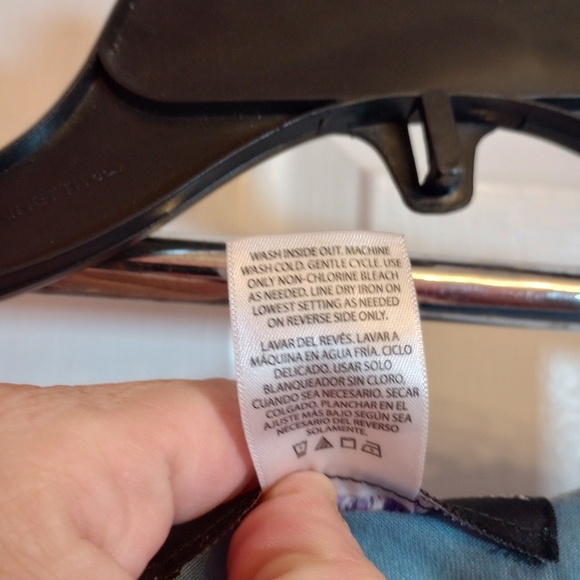 WASH INSIDE OUT. MACHINE
WASH COLD. GENTLE CYCLE. USE
ONLY NON-CHLORINE BLEACH
AS NEEDED. LINE DRY IRON ON
LOWEST SETTING AS NEEDED
ON REVERSE SIDE ONLY.
LAVAR DEL REVÉS. LAVAR A
MÁQUINA EN AGUA FRÍA. CICLO
DELICADO. USAR SOLO
BLANQUEADOR SIN CLORO,
CUANDO SEA NECESARIO. SECAR
COLGADO. PLANCHAR EN EL
AJUSTE MÁS BAJO SEGÚN SEA
NECESARIO DEL REVERSO
SOLAMENTE.